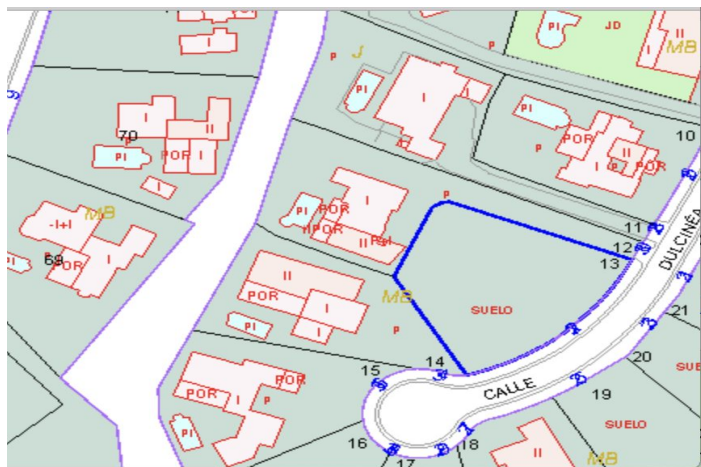 PI
JD
II
I
MB
I
J
P
P
PI
I
I
PI
10
70
I
II
P
PI
POR
I
POR
II
P
I
P
POR
I
P
PI
POR
I
11
12
13
DULCINEA
MB
-I+I
I
POR
69
PI
II
POR
I
I
PI
MB
P
SUELO
21
20
SUE
14
15
CALLE
19
SUELO
POR
POR
I
P
PI
16
17
18
II
I
MB